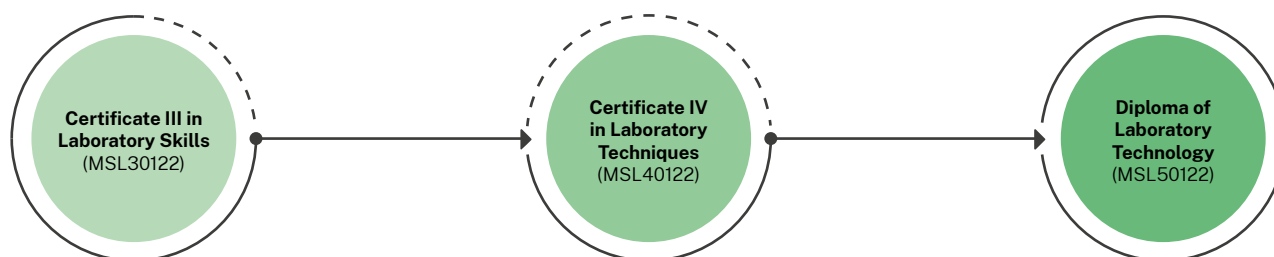 Certificate III in
Laboratory Skills
(MSL30122)
Certificate IV
in Laboratory
Techniques
(MSL40122)
Diploma of
Laboratory
Technology
(MSL50122)